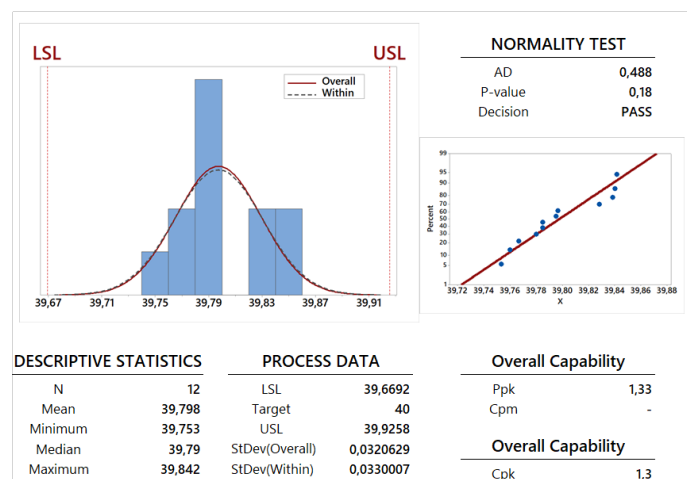 LSL
USL
Overall
Within
39,67 39,71 39,75 39,79 39,83 39,87 39,91
NORMALITY TEST
AD 0,488
P-value 0,18
Decision PASS
99
95
90
80
70
60
50
40
30
20
10
5
1
Percent
39,72 39,74 39,76 39,78 39,80 39,82 39,84 39,86 39,88
X
DESCRIPTIVE STATISTICS
N 12
Mean 39,798
Minimum 39,753
Median 39,79
Maximum 39,842
PROCESS DATA
LSL 39,6692
Target 40
USL 39,9258
StDev(Overall) 0,0320629
StDev(Within) 0,0330007
Overall Capability
Ppk 1,33
Cpm -
Overall Capability
Cpk 1,3